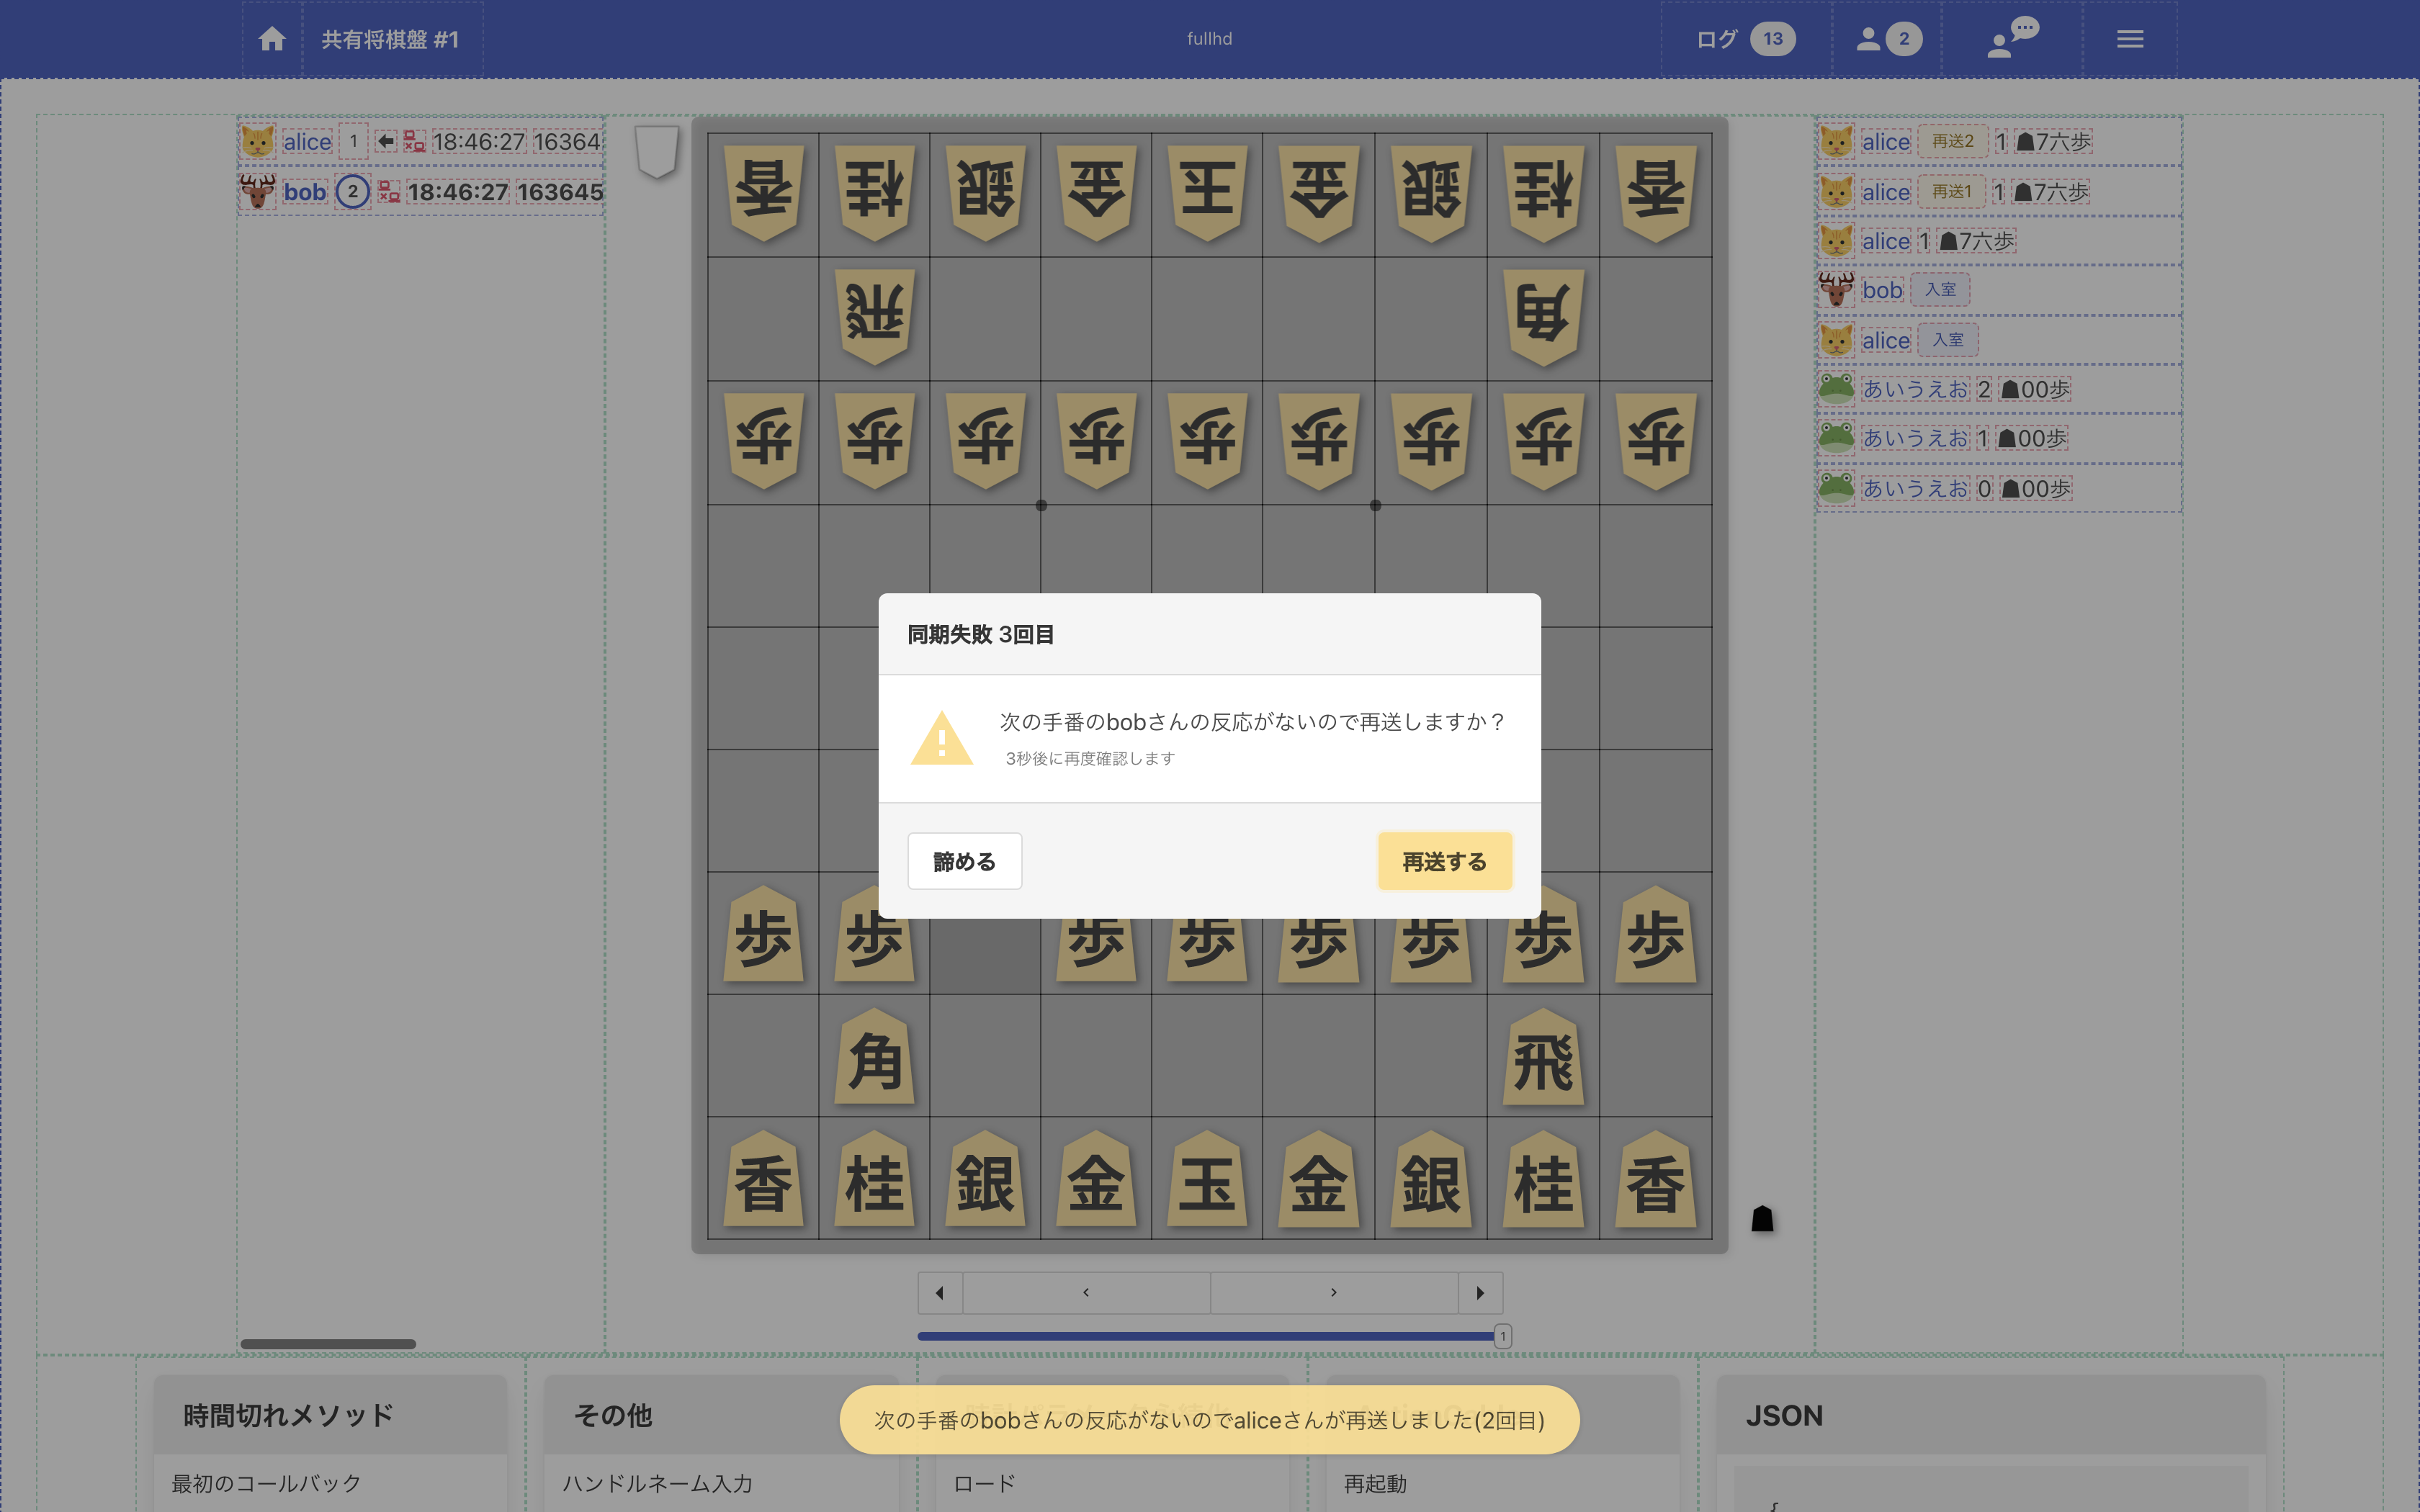 共有将棋盤 #1
fullhd
ログ 13
2
alice 1 18:46:27 16364
bob 2 18:46:27 163645
香桂銀金玉金銀桂香
飛角
歩歩歩歩歩歩歩歩歩
歩歩歩歩歩歩歩歩
角飛
香桂銀金玉金銀桂香
alice 再送2 1 ☗7六歩
alice 再送1 1 ☗7六歩
alice 1 ☗7六歩
bob 入室
alice 入室
あいうえお 2 ☗00歩
あいうえお 1 ☗00歩
あいうえお 0 ☗00歩
同期失敗 3回目
次の手番のbobさんの反応がないので再送しますか？
3秒後に再度確認します
諦める
再送する
1
次の手番のbobさんの反応がないのでaliceさんが再送しました(2回目)
時間切れメソッド
最初のコールバック
その他
ハンドルネーム入力
ロード
再起動
JSON
{